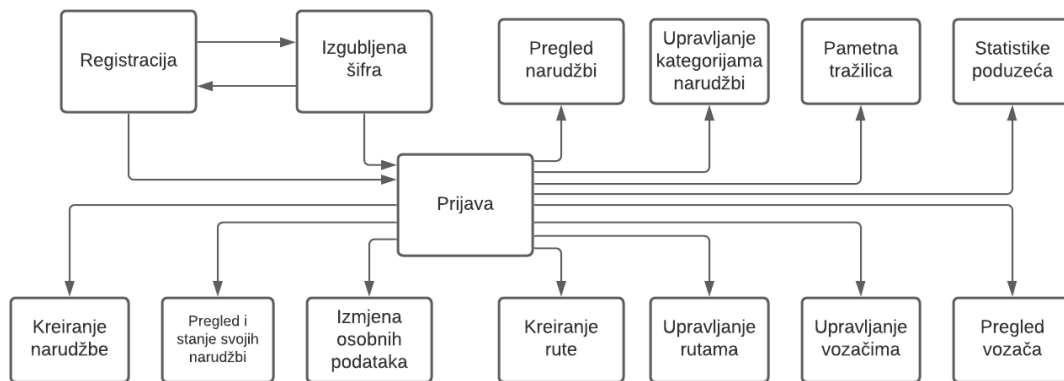 Registracija
Izgubljena
šifra
Pregled
narudžbi
Upravljanje
kategorijama
narudžbi
Pametna
tražilica
Statistike
poduzeća
Prijava
Kreiranje
narudžbe
Pregled i
stanje svojih
narudžbi
Izmjena
osobnih
podataka
Kreiranje
rute
Upravljanje
rutama
Upravljanje
vozačima
Pregled
vozača